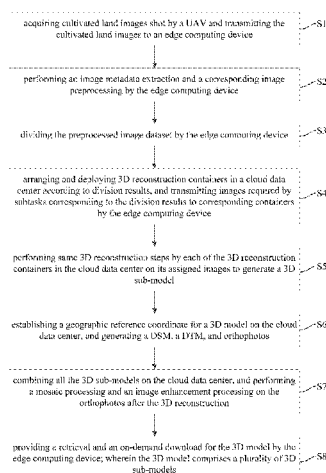 acquiring cultivated land images shot by a UAV and transmitting the
cultivated land images to an edge computing device
S1
performing an image metadata extraction and a corresponding image
preprocessing by the edge computing device
S2
dividing the preprocessed image dataset by the edge computing device
S3
arranging and deploying 3D reconstruction containers in a cloud data
center according to division results, and transmitting images required by
subtasks corresponding to the division results to corresponding containers
by the edge computing device
S4
performing same 3D reconstruction steps by each of the 3D reconstruction
containers in the cloud data center on its assigned images to generate a 3D
sub-model
S5
establishing a geographic reference coordinate for a 3D model on the cloud
data center, and generating a DSM, a DTM, and orthophotos
S6
combining all the 3D sub-models on the cloud data center, and performing
a mosaic processing and an image enhancement processing on the
orthophotos after the 3D reconstruction
S7
providing a retrieval and an on-demand download for the 3D model by the
edge computing device; wherein the 3D model comprises a plurality of 3D
sub-models
S8